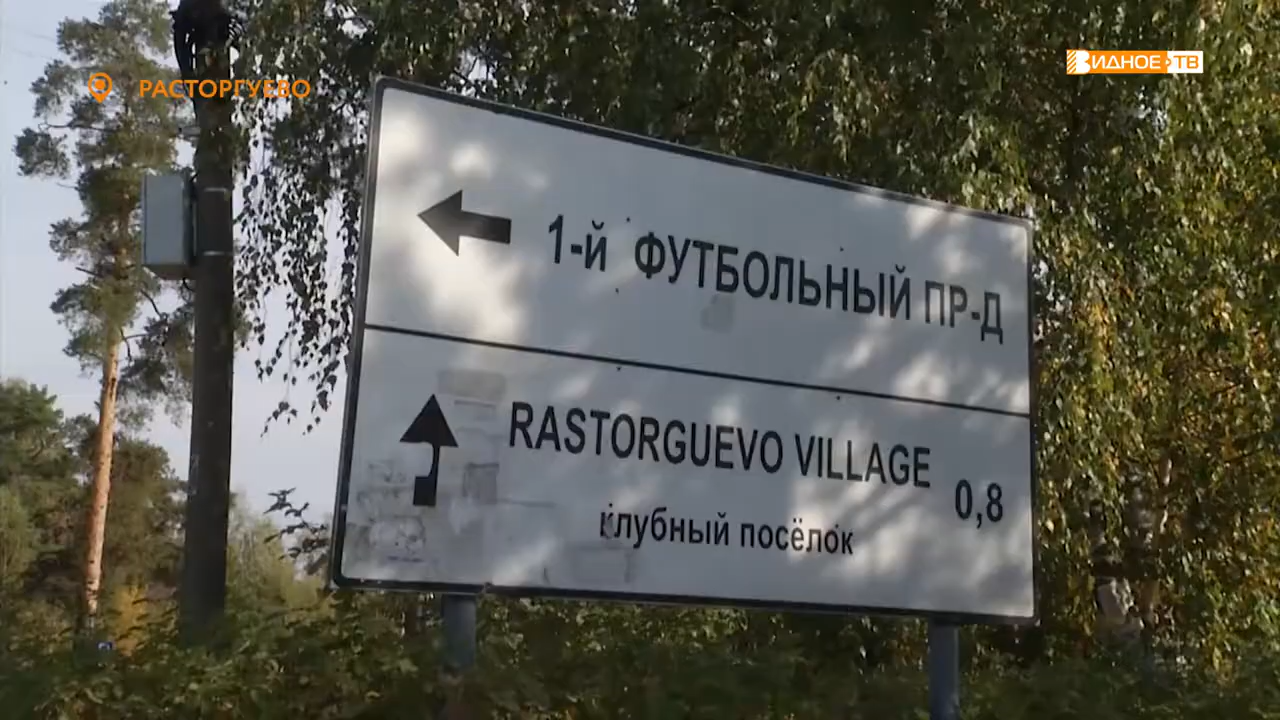 РАСТОРГУЕВО
ВИДНОЕ ТВ
1-й ФУТБОЛЬНЫЙ ПР-Д
RASTORGUEVO VILLAGE 0,8
клубный посёлок